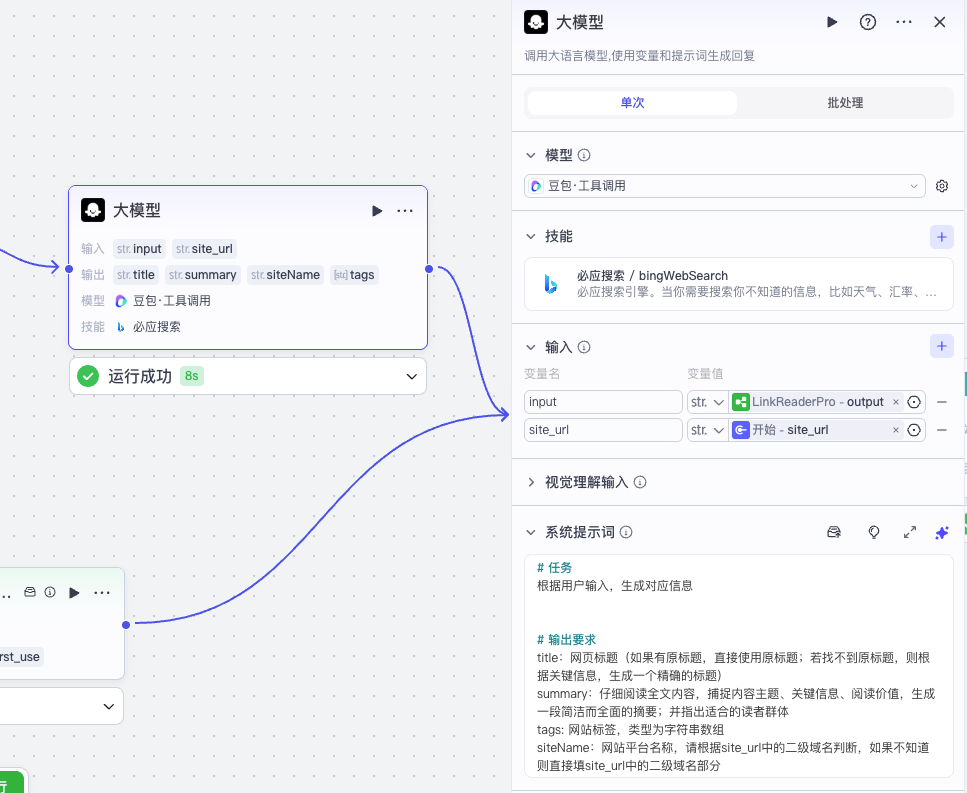 大模型
调用大语言模型,使用变量和提示词生成回复
单次
批处理
模型
豆包·工具调用
技能
必应搜索 / bingWebSearch
必应搜索引擎。当你需要搜索你不知道的信息，比如天气、汇率、...
输入
变量名
变量值
input
str.
LinkReaderPro - output
site_url
str.
开始 - site_url
视觉理解输入
系统提示词
# 任务
根据用户输入，生成对应信息
# 输出要求
title：网页标题（如果有原标题，直接使用原标题；若找不到原标题，则根
据关键信息，生成一个精确的标题）
summary：仔细阅读全文内容，捕捉内容主题、关键信息、阅读价值，生成
一段简洁而全面的摘要；并指出适合的读者群体
tags: 网站标签，类型为字符串数组
siteName：网站平台名称，请根据site_url中的二级域名判断，如果不知道
则直接填site_url中的二级域名部分
大模型
输入 str. input str. site_url
输出 str. title str. summary str. siteName [str] tags
模型 豆包·工具调用
技能 必应搜索
运行成功 8s
...
rst_use
行